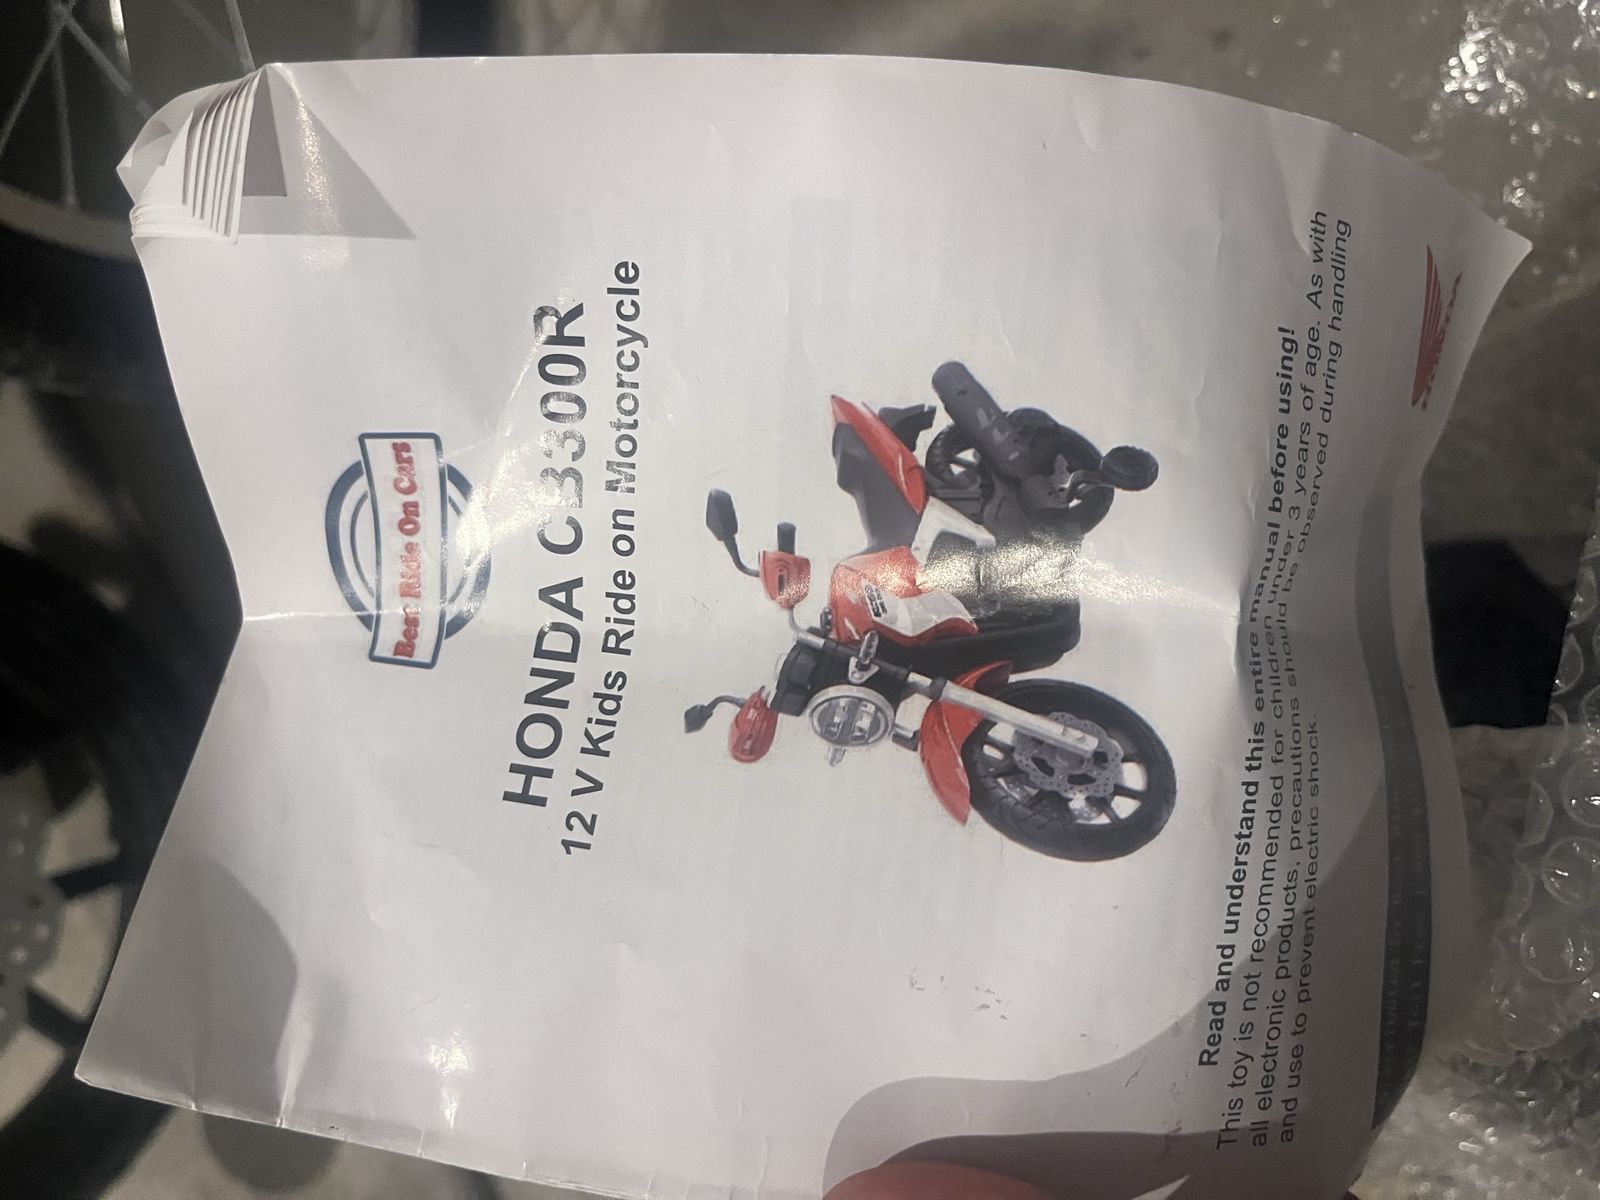 Best Ride On Cars
HONDA CB300R
12 V Kids Ride on Motorcycle
Read and understand this entire manual before using!
This toy is not recommended for children under 3 years of age. As with
all electronic products, precautions should be observed during handling
and use to prevent electric shock.
HONDA